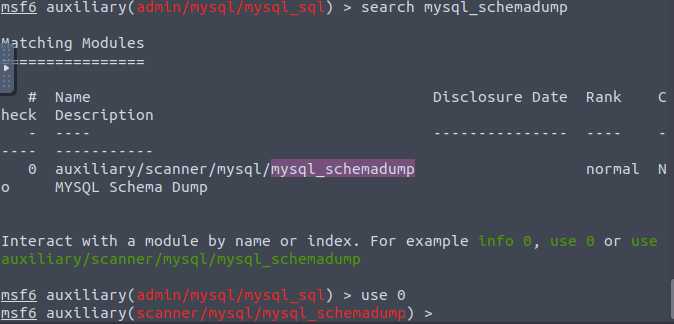 msf6 auxiliary(admin/mysql/mysql_sql) > search mysql_schemadump
Matching Modules
================
#  Name                                     Disclosure Date  Rank    C
heck  Description
-  ----                                     ---------------  ----    -
----  -----------
0  auxiliary/scanner/mysql/mysql_schemadump                   normal  N
o     MYSQL Schema Dump
Interact with a module by name or index. For example info 0, use 0 or use
auxiliary/scanner/mysql/mysql_schemadump
msf6 auxiliary(admin/mysql/mysql_sql) > use 0
msf6 auxiliary(scanner/mysql/mysql_schemadump) >